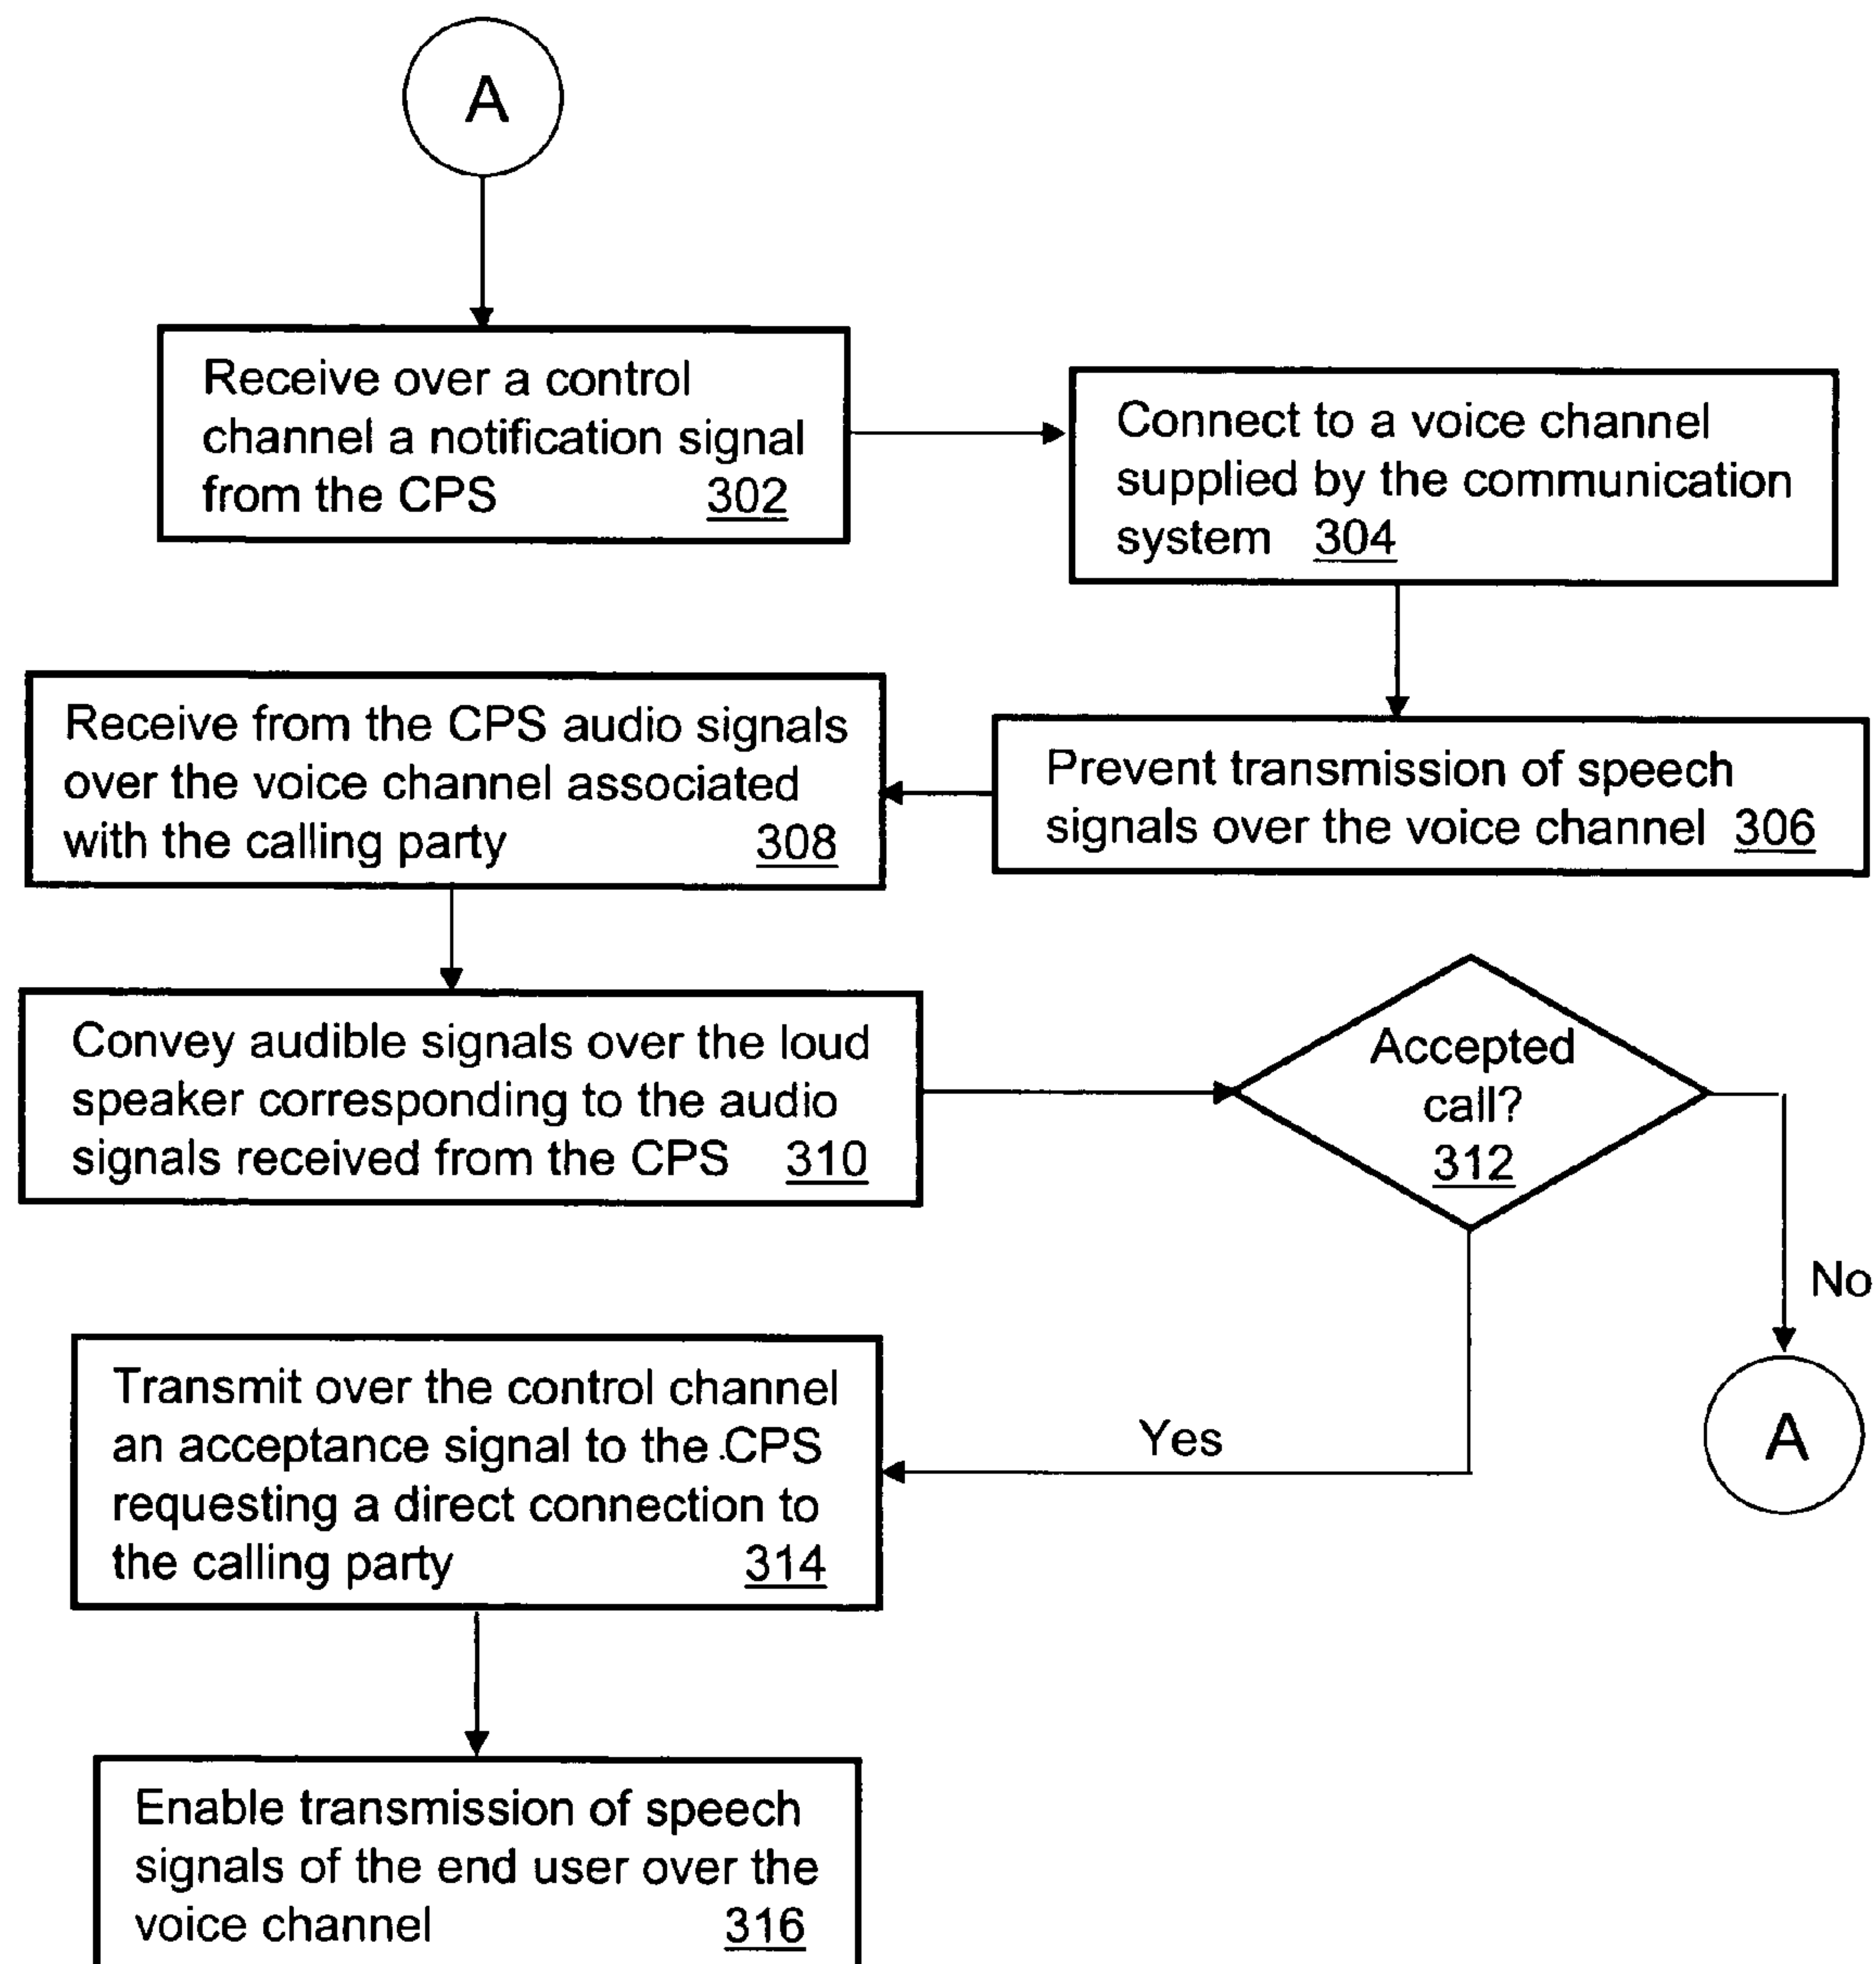 A
Receive over a control
channel a notification signal
from the CPS 302
Connect to a voice channel
supplied by the communication
system 304
Prevent transmission of speech
signals over the voice channel 306
Receive from the CPS audio signals
over the voice channel associated
with the calling party 308
Convey audible signals over the loud
speaker corresponding to the audio
signals received from the CPS 310
Accepted
call?
312
No
A
Yes
Transmit over the control channel
an acceptance signal to the CPS
requesting a direct connection to
the calling party 314
Enable transmission of speech
signals of the end user over the
voice channel 316